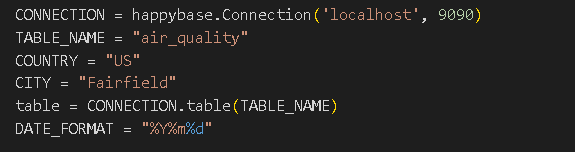 CONNECTION = happybase.Connection('localhost', 9090)
TABLE_NAME = "air_quality"
COUNTRY = "US"
CITY = "Fairfield"
table = CONNECTION.table(TABLE_NAME)
DATE_FORMAT = "%Y%m%d"